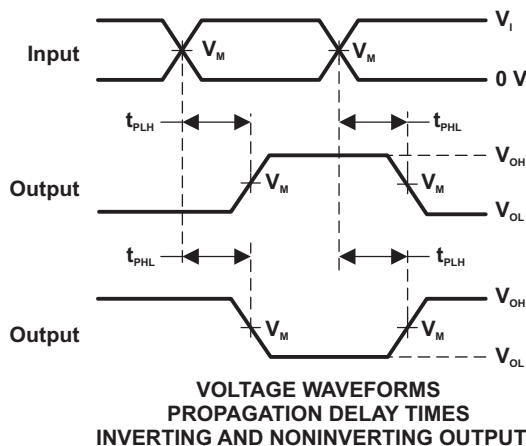 V_I
Input
V_M
V_M
0 V
t_PLH
t_PHL
V_OH
Output
V_M
V_M
V_OL
t_PHL
t_PLH
V_OH
Output
V_M
V_M
V_OL
VOLTAGE WAVEFORMS
PROPAGATION DELAY TIMES
INVERTING AND NONINVERTING OUTPUT